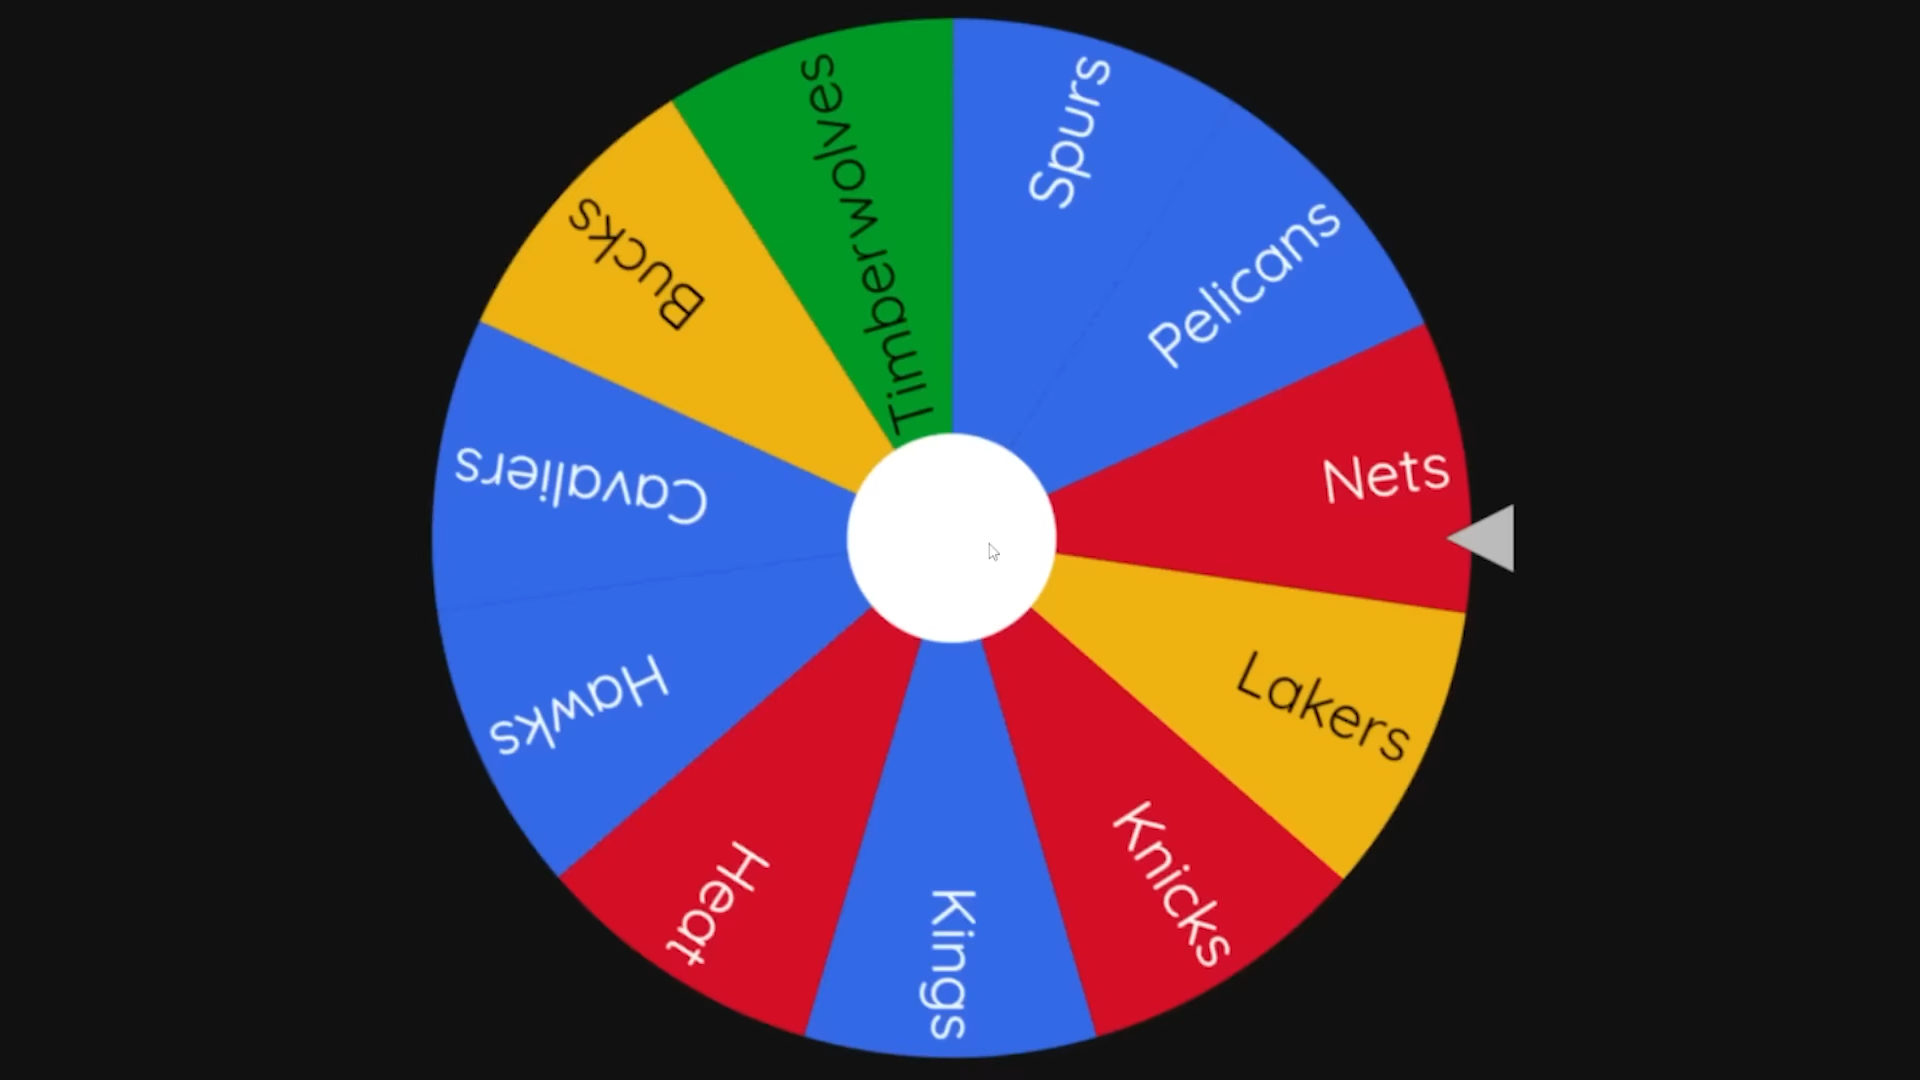 Spurs
Pelicans
Nets
Lakers
Knicks
Kings
Heat
Hawks
Cavaliers
Bucks
Timberwolves